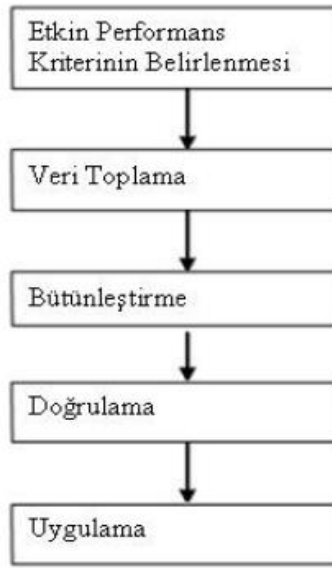 Etkin Performans
Kriterinin Belirlenmesi
Veri Toplama
Bütünleştirme
Doğrulama
Uygulama